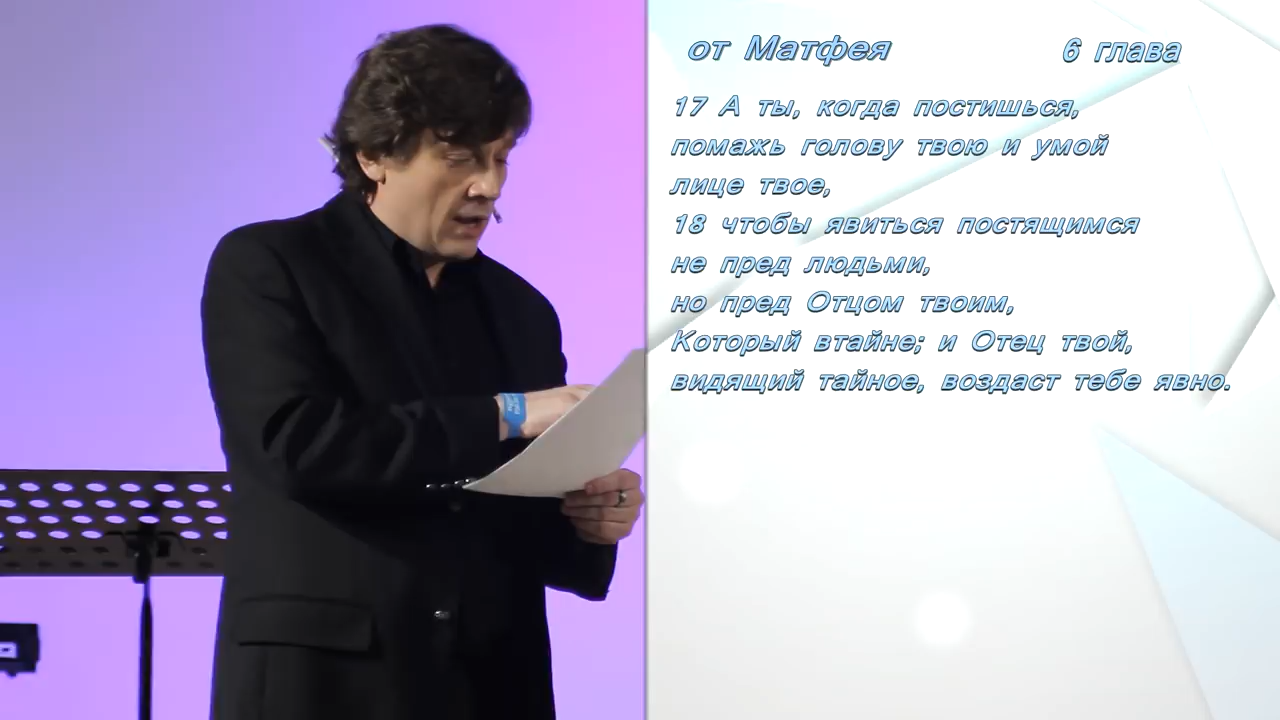 от Матфея 6 глава
17 А ты, когда постишься,
помажь голову твою и умой
лице твое,
18 чтобы явиться постящимся
не пред людьми,
но пред Отцом твоим,
Который втайне; и Отец твой,
видящий тайное, воздаст тебе явно.